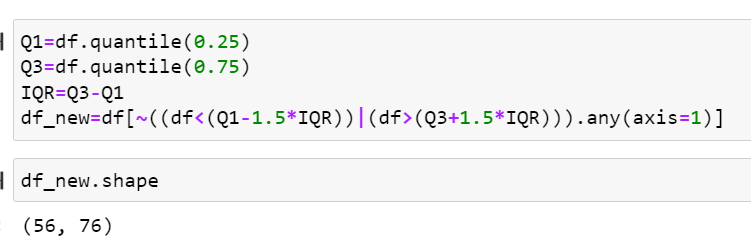 Q1=df.quantile(0.25)
Q3=df.quantile(0.75)
IQR=Q3-Q1
df_new=df[~((df<(Q1-1.5*IQR))|(df>(Q3+1.5*IQR))).any(axis=1)]
df_new.shape
(56, 76)